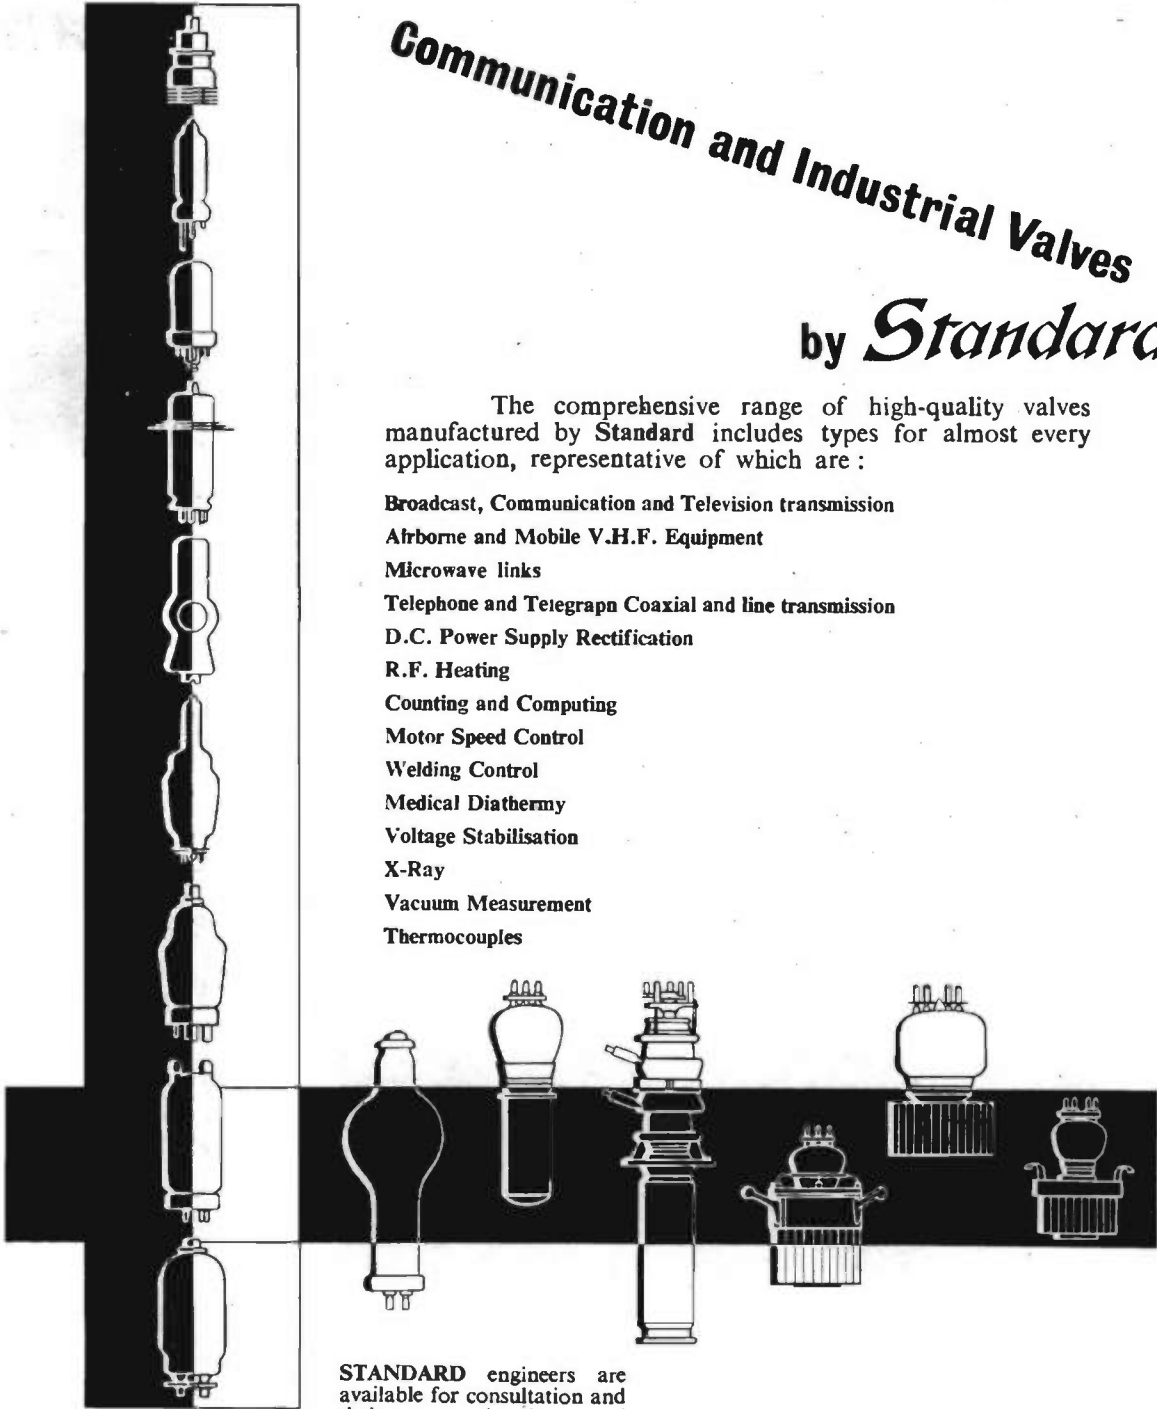 Communication and Industrial Valves
by Standard
The comprehensive range of high-quality valves
manufactured by Standard includes types for almost every
application, representative of which are :
Broadcast, Communication and Television transmission
Airborne and Mobile V.H.F. Equipment
Microwave links
Telephone and Telegraph Coaxial and line transmission
D.C. Power Supply Rectification
R.F. Heating
Counting and Computing
Motor Speed Control
Welding Control
Medical Diathermy
Voltage Stabilisation
X-Ray
Vacuum Measurement
Thermocouples
STANDARD engineers are
available for consultation and